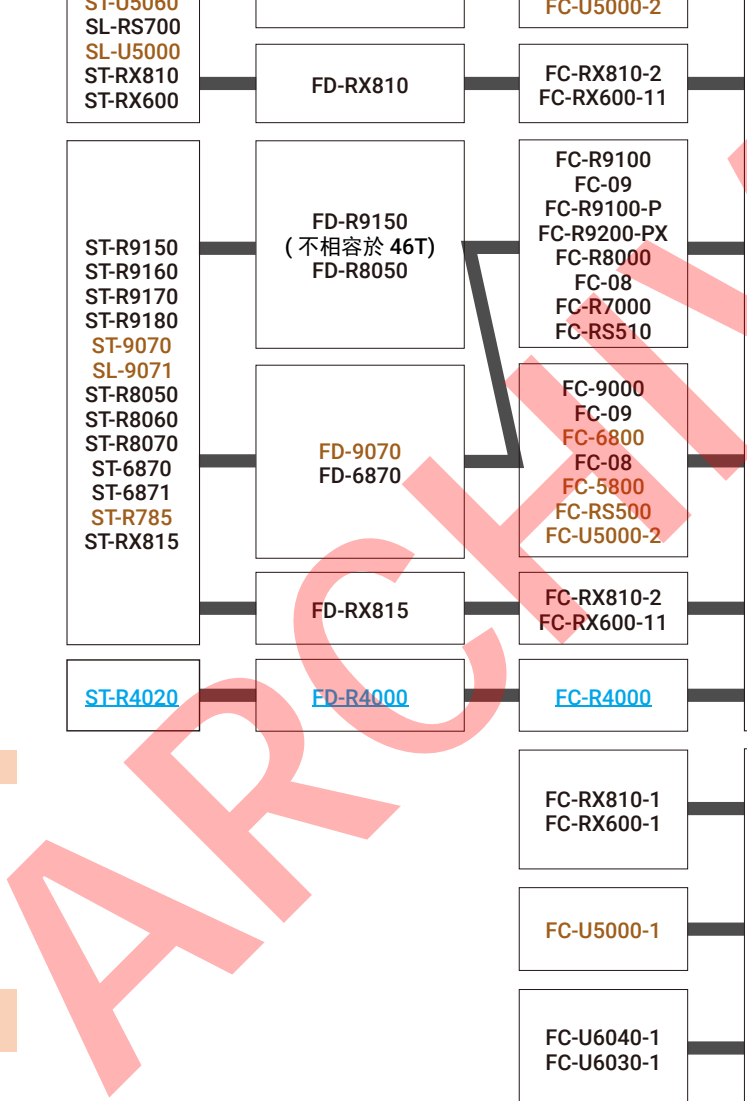 ST-U5060
SL-RS700
SL-U5000
ST-RX810
ST-RX600
FD-RX810
FC-U5000-2
FC-RX810-2
FC-RX600-11
ST-R9150
ST-R9160
ST-R9170
ST-R9180
ST-9070
SL-9071
ST-R8050
ST-R8060
ST-R8070
ST-6870
ST-6871
ST-R785
ST-RX815
FD-R9150
( 不相容於 46T)
FD-R8050
FC-R9100
FC-09
FC-R9100-P
FC-R9200-PX
FC-R8000
FC-08
FC-R7000
FC-RS510
FD-9070
FD-6870
FC-9000
FC-09
FC-6800
FC-08
FC-5800
FC-RS500
FC-U5000-2
FD-RX815
FC-RX810-2
FC-RX600-11
ST-R4020
FD-R4000
FC-R4000
FC-RX810-1
FC-RX600-1
FC-U5000-1
FC-U6040-1
FC-U6030-1
ARCHIV